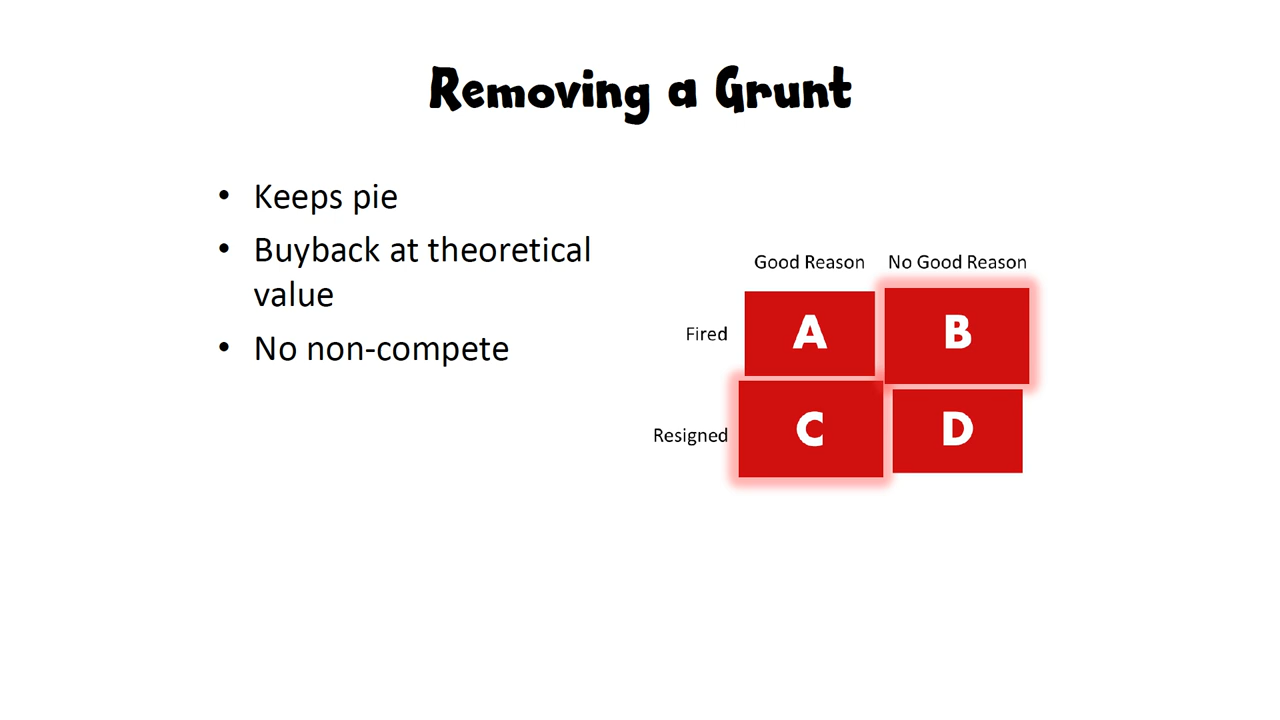 Removing a Grunt
• Keeps pie
• Buyback at theoretical
value
• No non-compete
Good Reason No Good Reason
Fired A B
Resigned C D